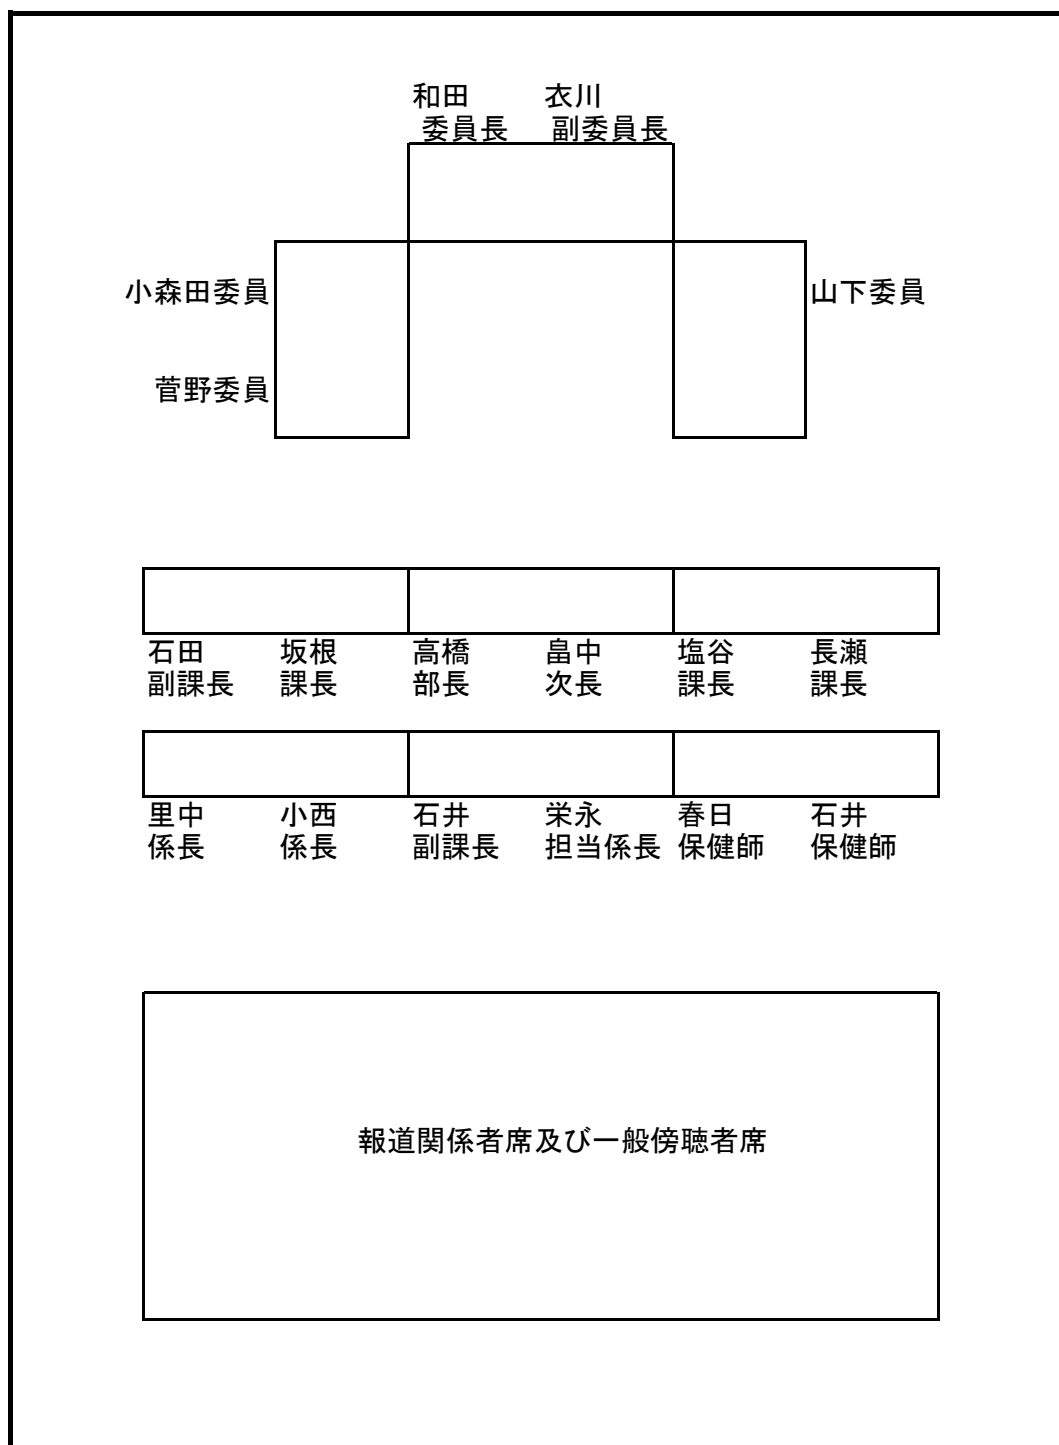 和田 衣川
委員長 副委員長
小森田委員 山下委員
菅野委員
石田 坂根 高橋 畠中 塩谷 長瀬
副課長 課長 部長 次長 課長 課長
里中 小西 石井 栄永 春日 石井
係長 係長 副課長 担当係長 保健師 保健師
報道関係者席及び一般傍聴者席